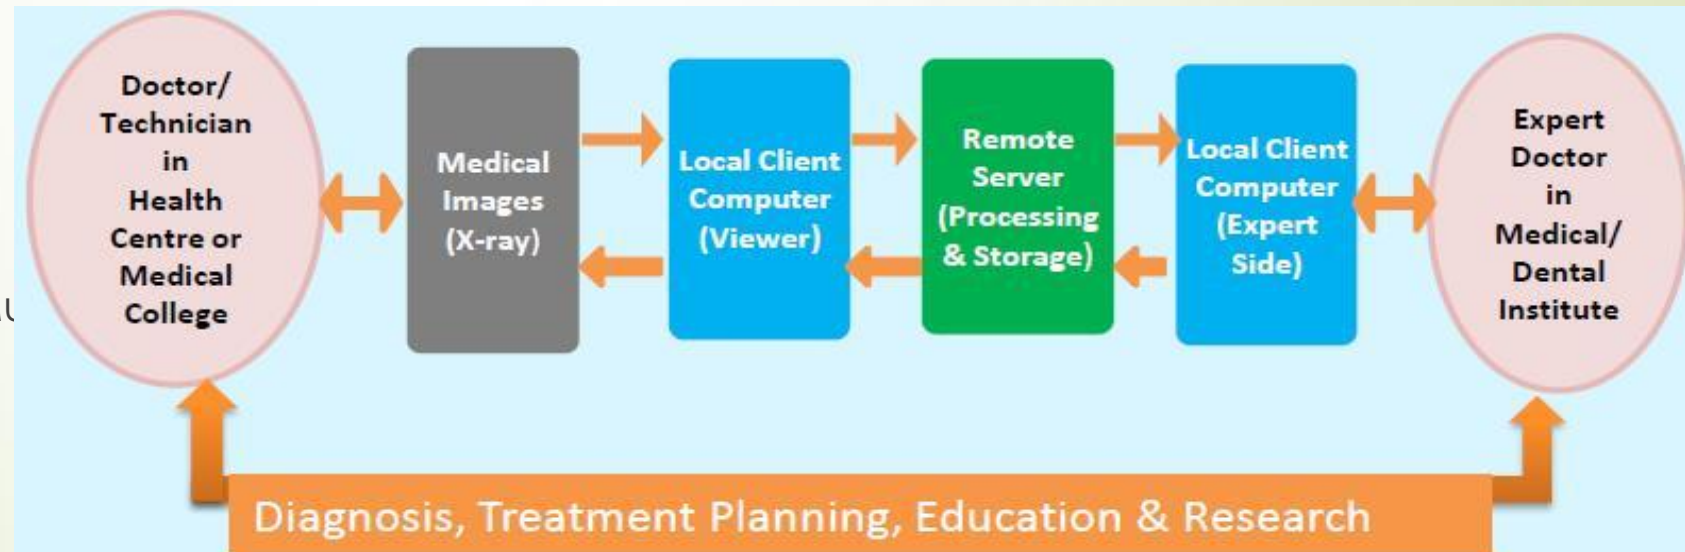 Doctor/
Technician
in
Health
Centre or
Medical
College
Medical
Images
(X-ray)
Local Client
Computer
(Viewer)
Remote
Server
(Processing
& Storage)
Local Client
Computer
(Expert
Side)
Expert
Doctor
in
Medical/
Dental
Institute
Diagnosis, Treatment Planning, Education & Research